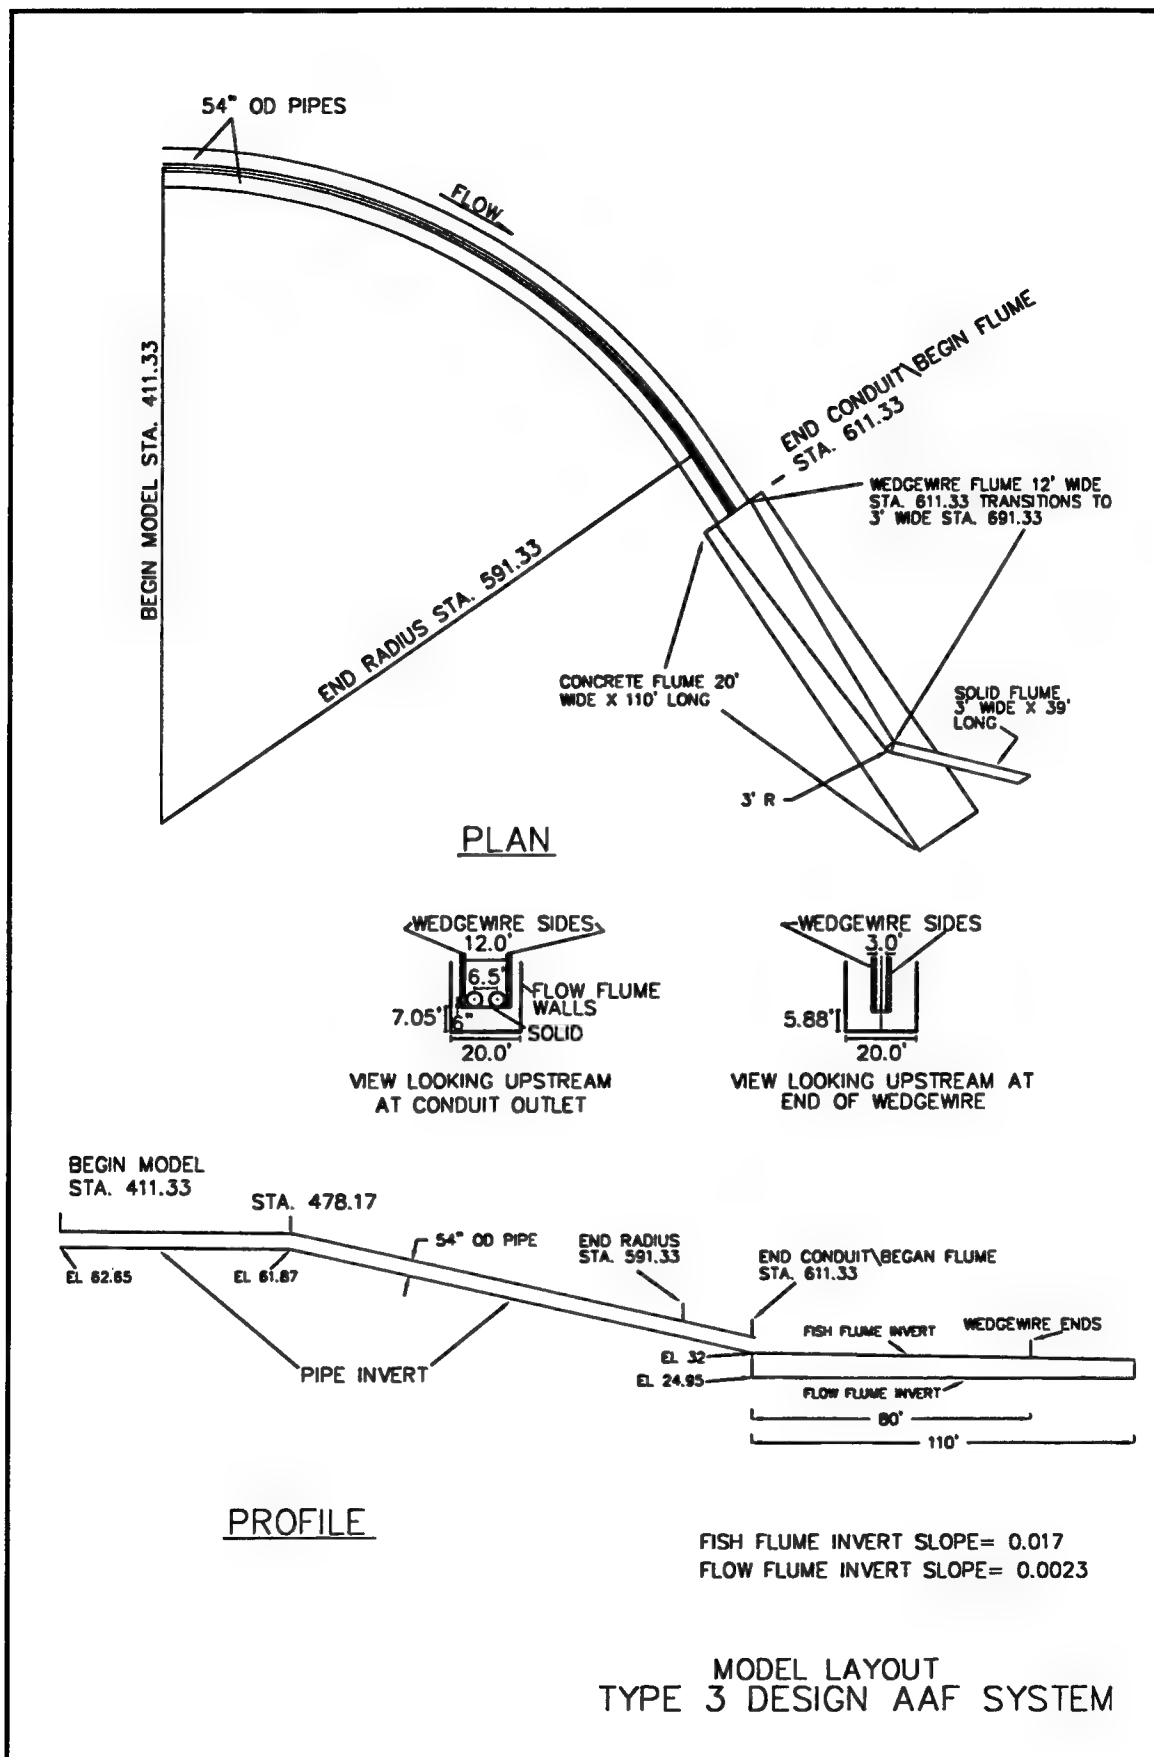 54" OD PIPES
FLOW
BEGIN MODEL STA. 411.33
END CONDUIT\BEGIN FLUME
STA. 611.33
WEDGEWIRE FLUME 12' WIDE
STA. 611.33 TRANSITIONS TO
3' WIDE STA. 691.33
END RADIUS STA. 591.33
CONCRETE FLUME 20'
WIDE X 110' LONG
SOLID FLUME
3' WIDE X 39'
LONG
3' R
PLAN
WEDGEWIRE SIDES
12.0'
6.5'
FLOW FLUME
WALLS
7.05'
6"
SOLID
20.0'
VIEW LOOKING UPSTREAM
AT CONDUIT OUTLET
WEDGEWIRE SIDES
3.0'
5.88'
20.0'
VIEW LOOKING UPSTREAM AT
END OF WEDGEWIRE
BEGIN MODEL
STA. 411.33
STA. 478.17
54" OD PIPE
END RADIUS
STA. 591.33
END CONDUIT\BEGAN FLUME
STA. 611.33
EL 62.65
EL 61.87
FISH FLUME INVERT
WEDGEWIRE ENDS
EL 32
PIPE INVERT
EL 24.95
FLOW FLUME INVERT
80'
110'
PROFILE
FISH FLUME INVERT SLOPE= 0.017
FLOW FLUME INVERT SLOPE= 0.0023
MODEL LAYOUT
TYPE 3 DESIGN AAF SYSTEM